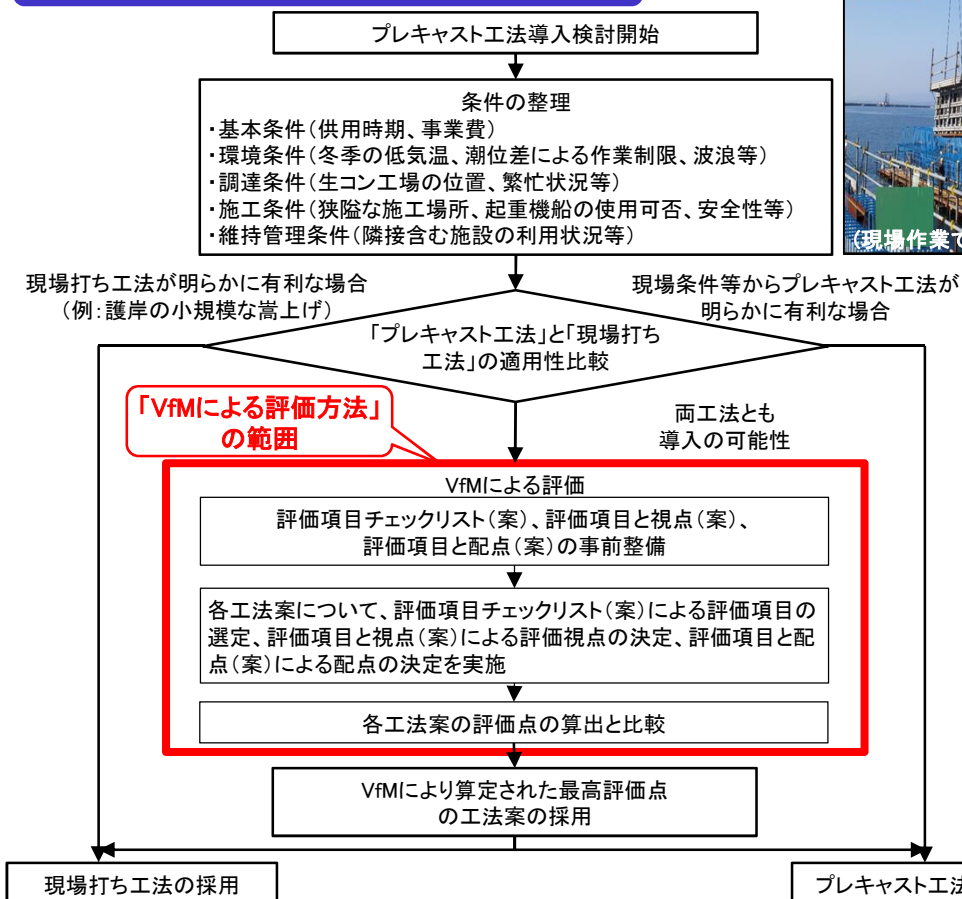 プレキャスト工法導入検討開始
条件の整理
・基本条件(供用時期、事業費)
・環境条件(冬季の低気温、潮位差による作業制限、波浪等)
・調達条件(生コン工場の位置、繁忙状況等)
・施工条件(狭隘な施工場所、起重機船の使用可否、安全性等)
・維持管理条件(隣接含む施設の利用状況等)
(現場作業で
現場打ち工法が明らかに有利な場合
(例:護岸の小規模な嵩上げ)
現場条件等からプレキャスト工法が
明らかに有利な場合
「プレキャスト工法」と「現場打ち
工法」の適用性比較
「VfMによる評価方法」
の範囲
両工法とも
導入の可能性
VfMによる評価
評価項目チェックリスト(案)、評価項目と視点(案)、
評価項目と配点(案)の事前整備
各工法案について、評価項目チェックリスト(案)による評価項目の
選定、評価項目と視点(案)による評価視点の決定、評価項目と配
点(案)による配点の決定を実施
各工法案の評価点の算出と比較
VfMにより算定された最高評価点
の工法案の採用
現場打ち工法の採用
プレキャスト工法